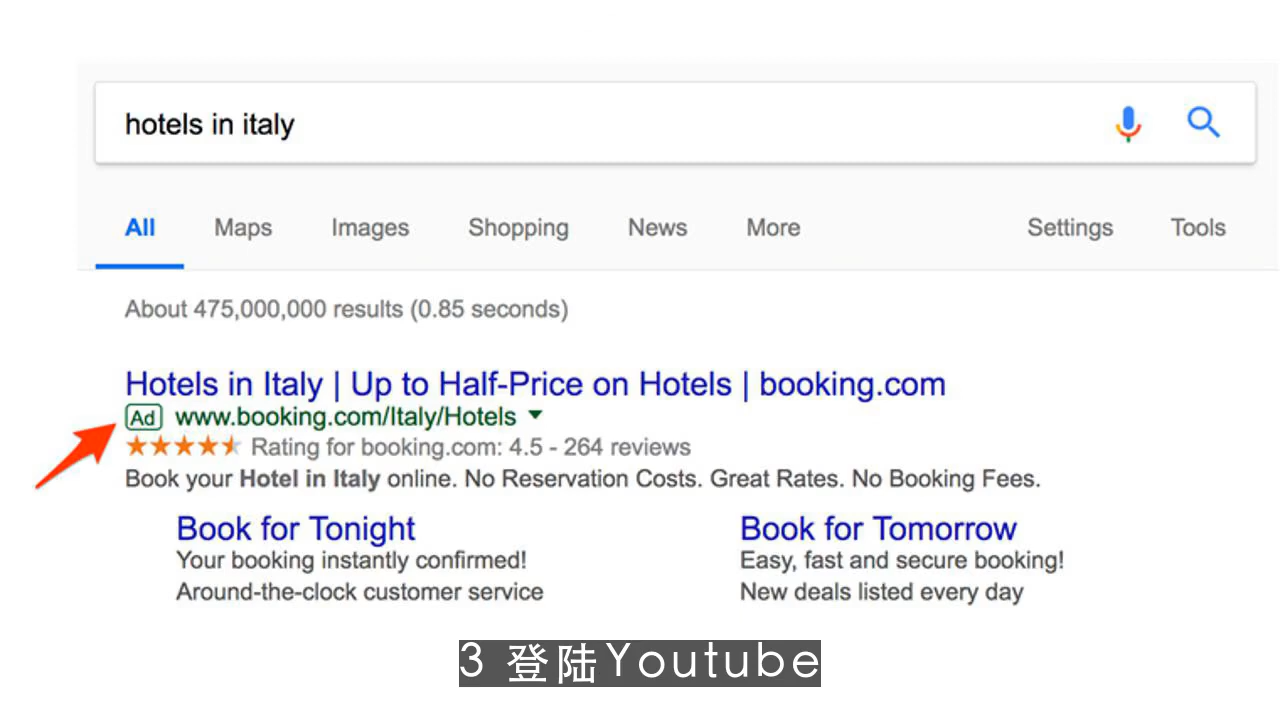 hotels in italy
All Maps Images Shopping News More Settings Tools
About 475,000,000 results (0.85 seconds)
Hotels in Italy | Up to Half-Price on Hotels | booking.com
Ad www.booking.com/Italy/Hotels
Rating for booking.com: 4.5 - 264 reviews
Book your Hotel in Italy online. No Reservation Costs. Great Rates. No Booking Fees.
Book for Tonight
Your booking instantly confirmed!
Around-the-clock customer service
Book for Tomorrow
Easy, fast and secure booking!
New deals listed every day
3 登陆Youtube